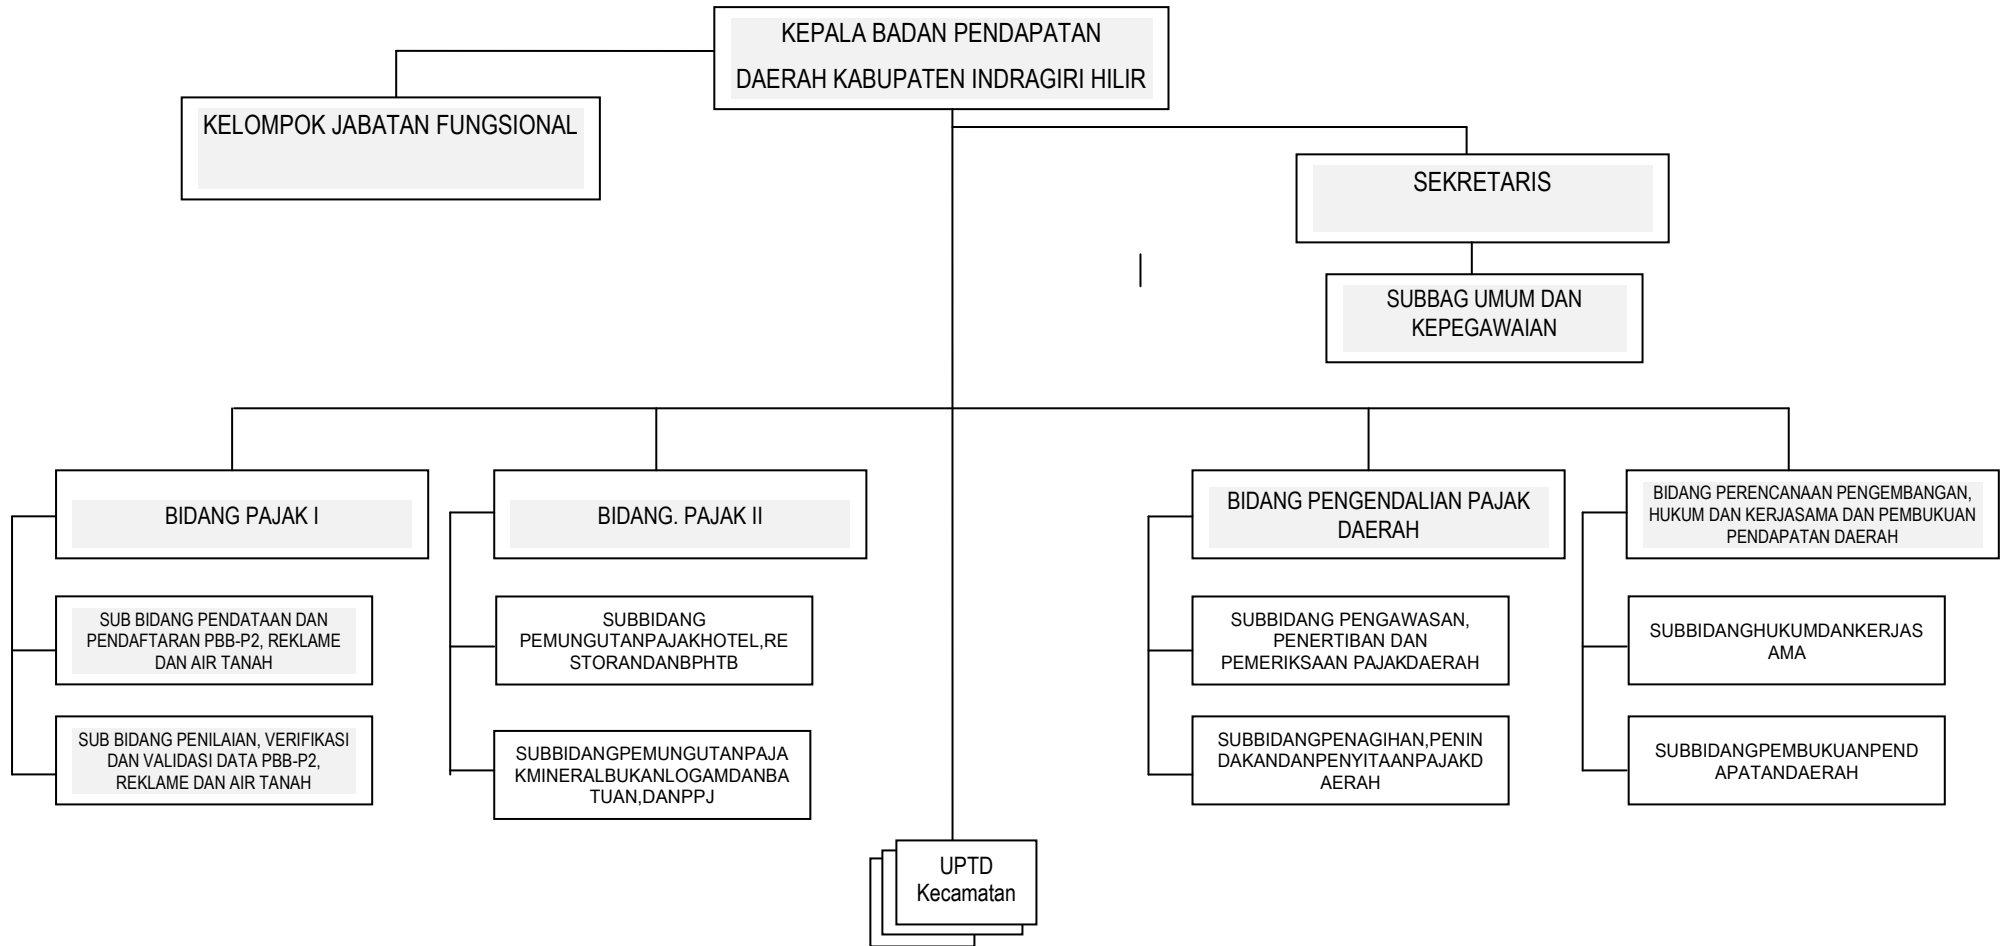 KEPALA BADAN PENDAPATAN
DAERAH KABUPATEN INDRAGIRI HILIR
KELOMPOK JABATAN FUNGSIONAL
SEKRETARIS
SUBBAG UMUM DAN
KEPEGAWAIAN
BIDANG PAJAK I
BIDANG. PAJAK II
BIDANG PENGENDALIAN PAJAK
DAERAH
BIDANG PERENCANAAN PENGEMBANGAN,
HUKUM DAN KERJASAMA DAN PEMBUKUAN
PENDAPATAN DAERAH
SUB BIDANG PENDATAAN DAN
PENDAFTARAN PBB-P2, REKLAME
DAN AIR TANAH
SUBBIDANG
PEMUNGUTANPAJAKHOTEL,RE
STORANDANBPHTB
SUBBIDANG PENGAWASAN,
PENERTIBAN DAN
PEMERIKSAAN PAJAKDAERAH
SUBBIDANGHUKUMDANKERJAS
AMA
SUB BIDANG PENILAIAN, VERIFIKASI
DAN VALIDASI DATA PBB-P2,
REKLAME DAN AIR TANAH
SUBBIDANGPEMUNGUTANPAJA
KMINERALBUKANLOGAMDANBA
TUAN,DANPPJ
SUBBIDANGPENAGIHAN,PENIN
DAKANDANPENYITAANPAJAKD
AERAH
SUBBIDANGPEMBUKUANPEND
APATANDAERAH
UPTD
Kecamatan